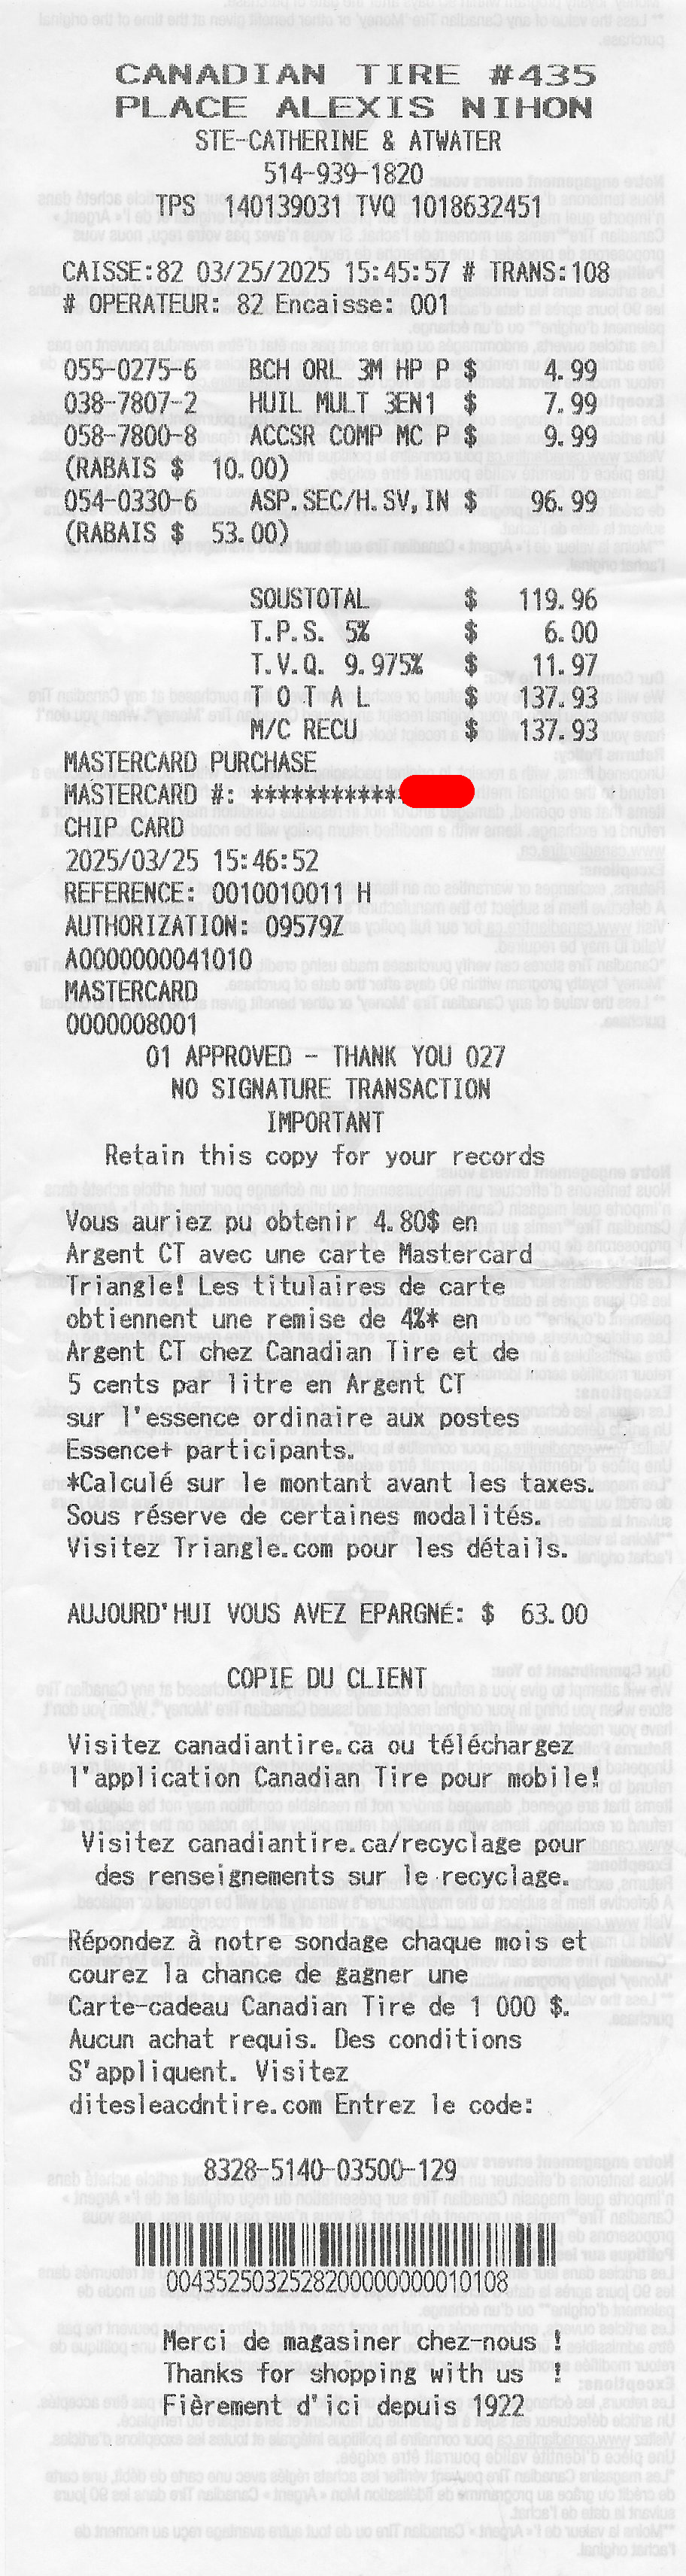 CANADIAN TIRE #435
PLACE ALEXIS NIHON
STE-CATHERINE & ATWATER
514-939-1820
TPS 140139031 TVQ 1018632451
CAISSE:82 03/25/2025 15:45:57 # TRANS:108
# OPERATEUR: 82 Encaisse: 001
055-0275-6 BCH ORL 3M HP P $ 4.99
038-7807-2 HUIL MULT 3EN1 $ 7.99
058-7800-8 ACCSR COMP MC P $ 9.99
(RABAIS $ 10.00)
054-0330-6 ASP.SEC/H.SV,IN $ 96.99
(RABAIS $ 53.00)
SOUSTOTAL $ 119.96
T.P.S. 5% $ 6.00
T.V.Q. 9.975% $ 11.97
T O T A L $ 137.93
M/C RECU $ 137.93
MASTERCARD PURCHASE
MASTERCARD #: ************
CHIP CARD
2025/03/25 15:46:52
REFERENCE: 0010010011 H
AUTHORIZATION: 09579Z
A0000000041010
MASTERCARD
0000008001
01 APPROVED - THANK YOU 027
NO SIGNATURE TRANSACTION
IMPORTANT
Retain this copy for your records
Vous auriez pu obtenir 4.80$ en
Argent CT avec une carte Mastercard
Triangle! Les titulaires de carte
obtiennent une remise de 4%* en
Argent CT chez Canadian Tire et de
5 cents par litre en Argent CT
sur l'essence ordinaire aux postes
Essence+ participants.
*Calculé sur le montant avant les taxes.
Sous réserve de certaines modalités.
Visitez Triangle.com pour les détails.
AUJOURD'HUI VOUS AVEZ EPARGNÉ: $ 63.00
COPIE DU CLIENT
Visitez canadiantire.ca ou téléchargez
l'application Canadian Tire pour mobile!
Visitez canadiantire.ca/recyclage pour
des renseignements sur le recyclage.
Répondez à notre sondage chaque mois et
courez la chance de gagner une
Carte-cadeau Canadian Tire de 1 000 $.
Aucun achat requis. Des conditions
S'appliquent. Visitez
ditesleacdntire.com Entrez le code:
8328-5140-03500-129
0043525032528200000000010108
Merci de magasiner chez-nous !
Thanks for shopping with us !
Fièrement d'ici depuis 1922